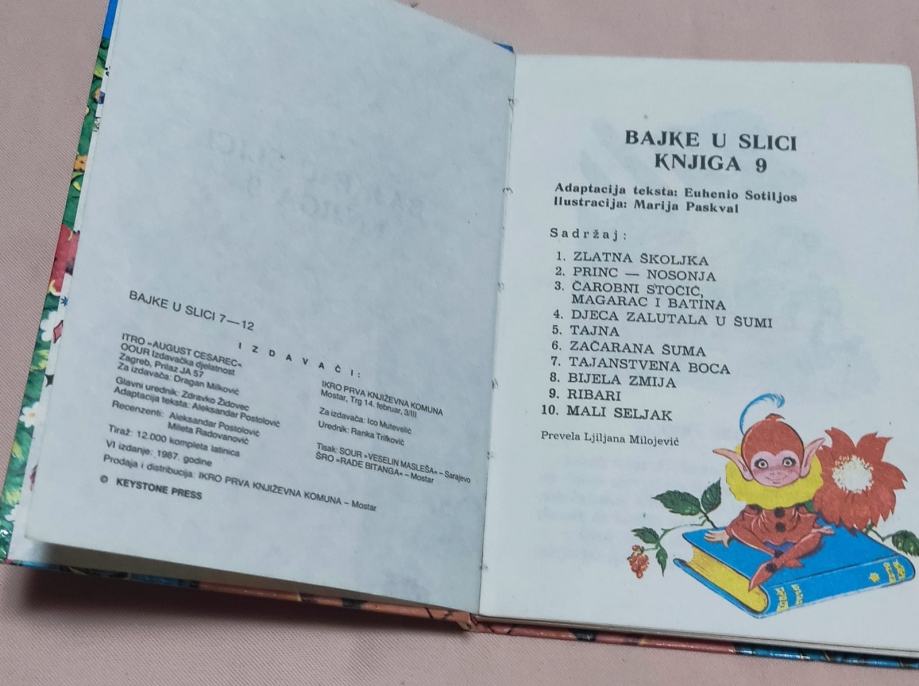 BAJKE U SLICI 7—12
I Z D A V A Č I :
ITRO »AUGUST CESAREC«
OOUR Izdavačka djelatnost
Zagreb, Prilaz JA 57
Za izdavača: Dragan Milković
Glavni urednik: Zdravko Židovec
Adaptacija teksta: Aleksandar Postolović
Recenzenti: Aleksandar Postolović
Mileta Radovanović
Tiraž: 12.000 kompleta latinica
VI izdanje: 1987. godine
Prodaja i distribucija: IKRO PRVA KNJIŽEVNA KOMUNA – Mostar
© KEYSTONE PRESS
IKRO PRVA KNJIŽEVNA KOMUNA
Mostar, Trg 14. februar, 3/III
Za izdavača: Ico Mutevelić
Urednik: Ranka Trifković
Tisak: SOUR »VESELIN MASLEŠA« – Sarajevo
ŠRO »RADE BITANGA« – Mostar
BAJKE U SLICI
KNJIGA 9
Adaptacija teksta: Euhenio Sotiljos
Ilustracija: Marija Paskval
Sadržaj:
1. ZLATNA ŠKOLJKA
2. PRINC — NOSONJA
3. ČAROBNI STOČIĆ,
MAGARAC I BATINA
4. DJECA ZALUTALA U ŠUMI
5. TAJNA
6. ZAČARANA ŠUMA
7. TAJANSTVENA BOCA
8. BIJELA ZMIJA
9. RIBARI
10. MALI SELJAK
Prevela Ljiljana Milojević